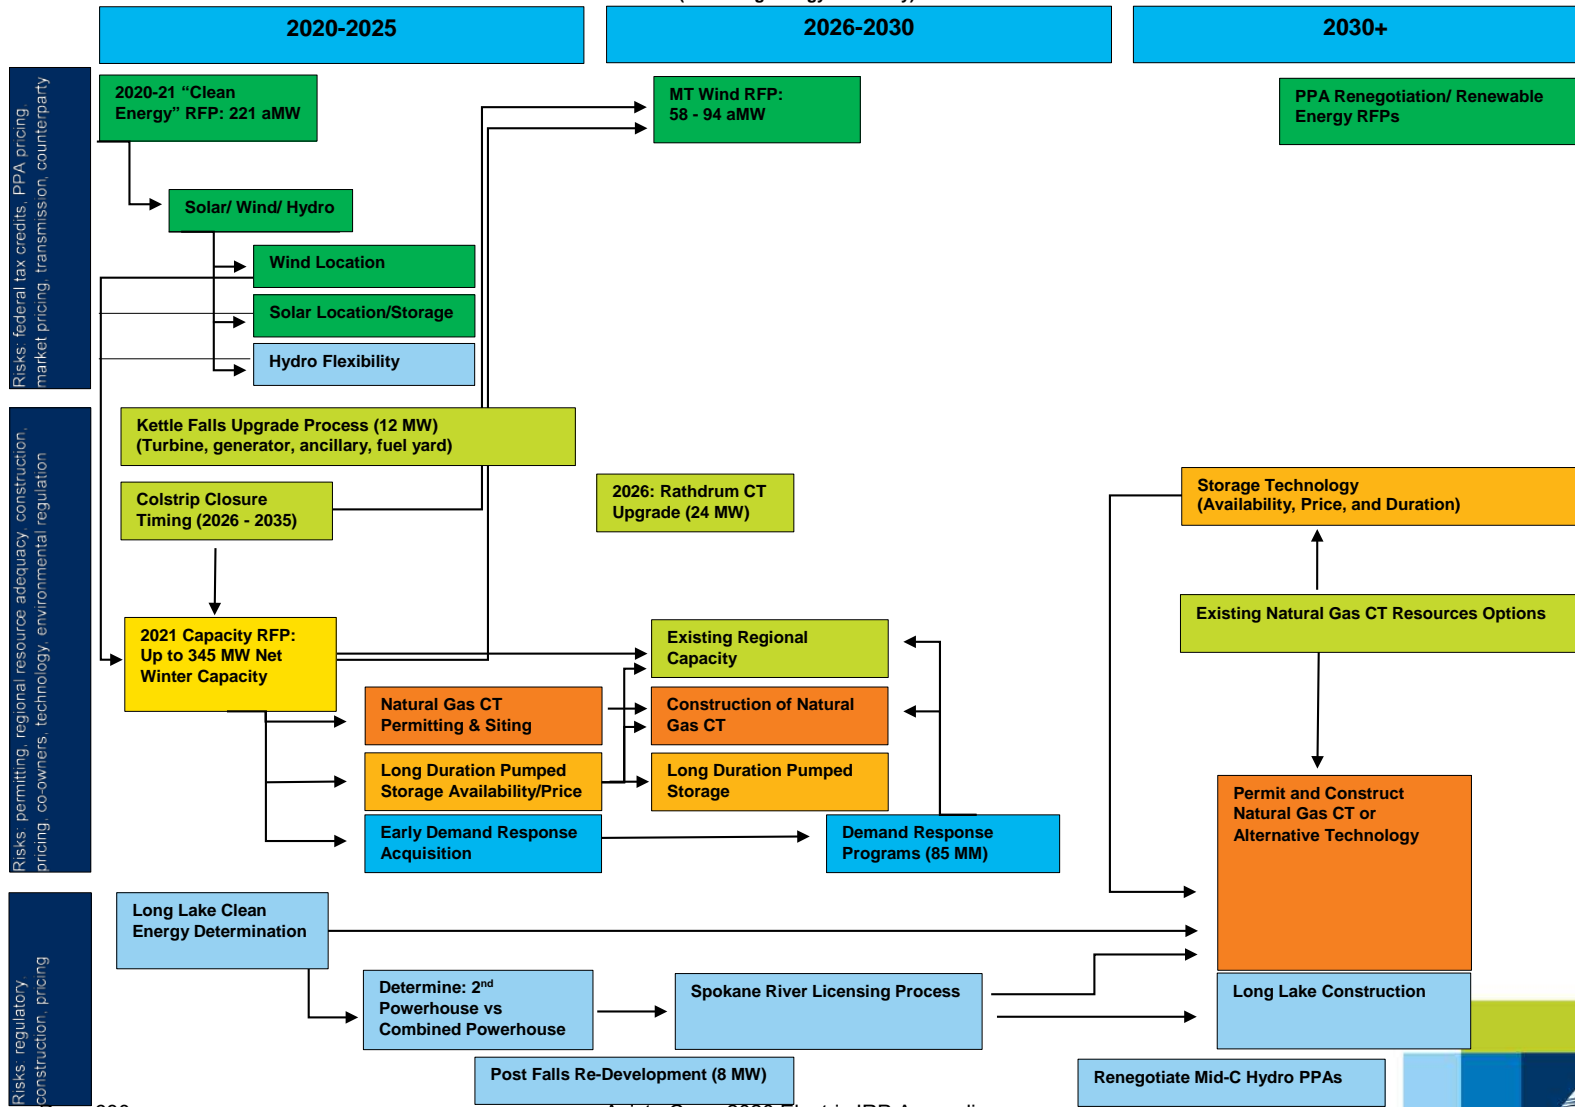 2020-2025
2026-2030
2030+
Risks: federal tax credits, PPA pricing,
market pricing, transmission, counterparty
2020-21 “Clean
Energy” RFP: 221 aMW
MT Wind RFP:
58 - 94 aMW
PPA Renegotiation/ Renewable
Energy RFPs
Solar/ Wind/ Hydro
Wind Location
Solar Location/Storage
Hydro Flexibility
Risks: permitting, regional resource adequacy, construction,
pricing, co-owners, technology, environmental regulation
Kettle Falls Upgrade Process (12 MW)
(Turbine, generator, ancillary, fuel yard)
Colstrip Closure
Timing (2026 - 2035)
2026: Rathdrum CT
Upgrade (24 MW)
Storage Technology
(Availability, Price, and Duration)
Existing Natural Gas CT Resources Options
2021 Capacity RFP:
Up to 345 MW Net
Winter Capacity
Existing Regional
Capacity
Natural Gas CT
Permitting & Siting
Construction of Natural
Gas CT
Long Duration Pumped
Storage Availability/Price
Long Duration Pumped
Storage
Early Demand Response
Acquisition
Demand Response
Programs (85 MM)
Permit and Construct
Natural Gas CT or
Alternative Technology
Risks: regulatory,
construction, pricing
Long Lake Clean
Energy Determination
Determine: 2nd
Powerhouse vs
Combined Powerhouse
Spokane River Licensing Process
Long Lake Construction
Post Falls Re-Development (8 MW)
Renegotiate Mid-C Hydro PPAs